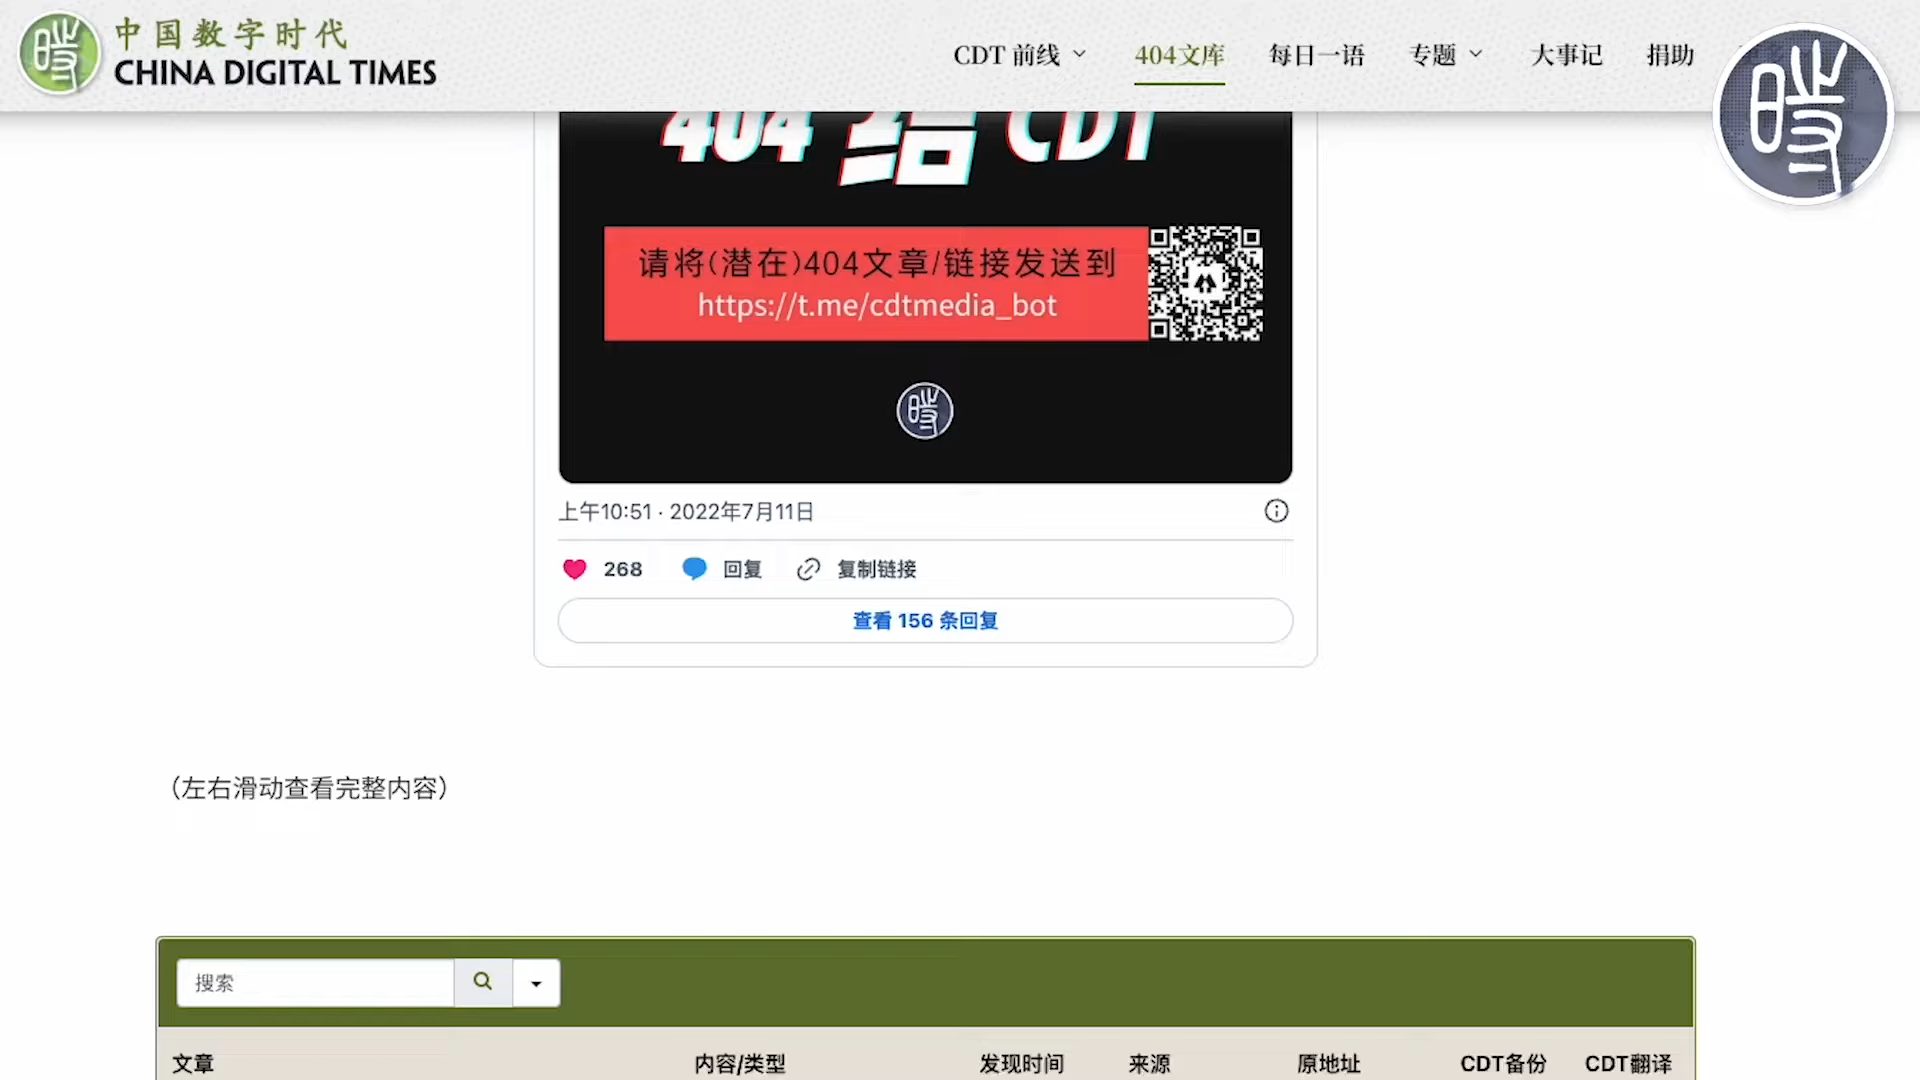 中国数字时代
CHINA DIGITAL TIMES
CDT 前线
404文库
每日一语
专题
大事记
捐助
404 给 CDT
请将(潜在)404文章/链接发送到
https://t.me/cdtmedia_bot
上午10:51 · 2022年7月11日
268
回复
复制链接
查看 156 条回复
（左右滑动查看完整内容）
搜索
文章
内容/类型
发现时间
来源
原地址
CDT备份
CDT翻译